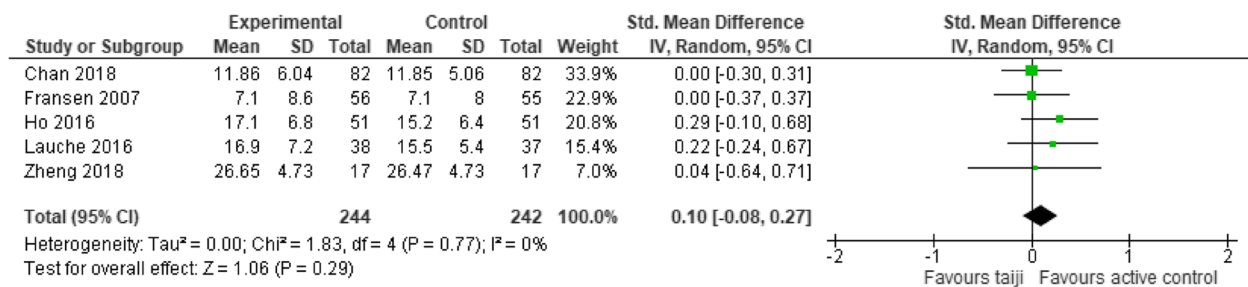 Experimental Control Std. Mean Difference Std. Mean Difference
Study or Subgroup Mean SD Total Mean SD Total Weight IV, Random, 95% CI IV, Random, 95% CI
Chan 2018 11.86 6.04 82 11.85 5.06 82 33.9% 0.00 [-0.30, 0.31]
Fransen 2007 7.1 8.6 56 7.1 8 55 22.9% 0.00 [-0.37, 0.37]
Ho 2016 17.1 6.8 51 15.2 6.4 51 20.8% 0.29 [-0.10, 0.68]
Lauche 2016 16.9 7.2 38 15.5 5.4 37 15.4% 0.22 [-0.24, 0.67]
Zheng 2018 26.65 4.73 17 26.47 4.73 17 7.0% 0.04 [-0.64, 0.71]
Total (95% CI) 244 242 100.0% 0.10 [-0.08, 0.27]
Heterogeneity: Tau² = 0.00; Chi² = 1.83, df = 4 (P = 0.77); I² = 0%
Test for overall effect: Z = 1.06 (P = 0.29)
-2 -1 0 1 2
Favours taiji Favours active control